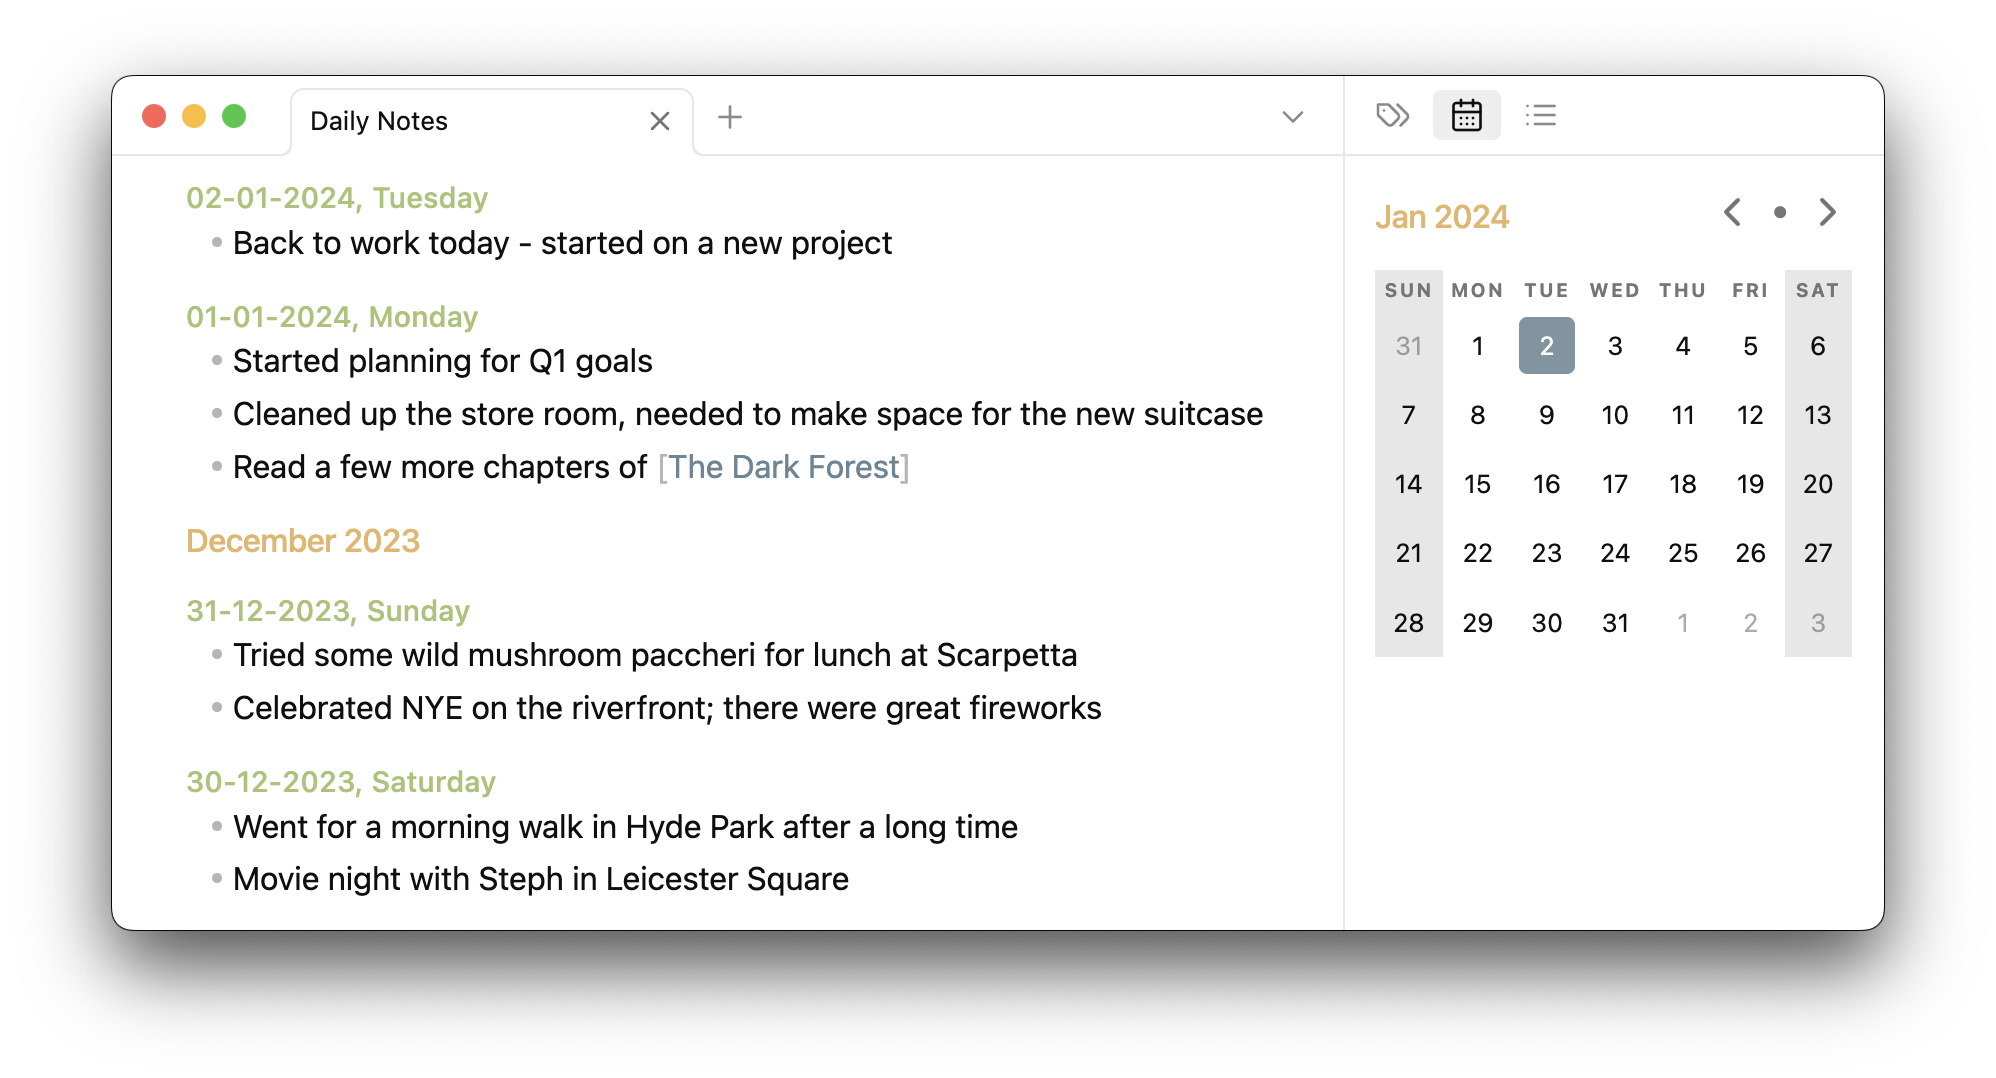 Daily Notes
02-01-2024, Tuesday
Back to work today - started on a new project
01-01-2024, Monday
Started planning for Q1 goals
Cleaned up the store room, needed to make space for the new suitcase
Read a few more chapters of [The Dark Forest]
December 2023
31-12-2023, Sunday
Tried some wild mushroom paccheri for lunch at Scarpetta
Celebrated NYE on the riverfront; there were great fireworks
30-12-2023, Saturday
Went for a morning walk in Hyde Park after a long time
Movie night with Steph in Leicester Square
Jan 2024
SUN MON TUE WED THU FRI SAT
31 1 2 3 4 5 6
7 8 9 10 11 12 13
14 15 16 17 18 19 20
21 22 23 24 25 26 27
28 29 30 31 1 2 3